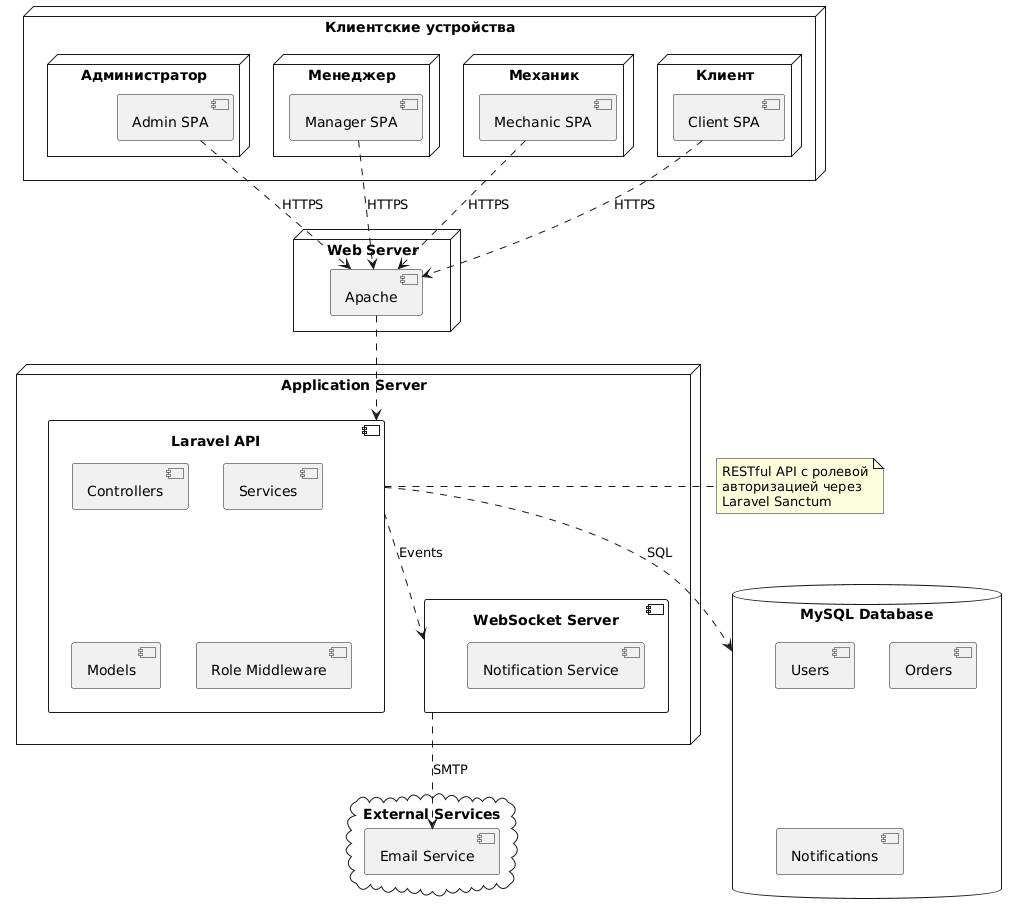 Клиентские устройства
Администратор
Менеджер
Механик
Клиент
Admin SPA
Manager SPA
Mechanic SPA
Client SPA
HTTPS
HTTPS
HTTPS
HTTPS
Web Server
Apache
Application Server
Laravel API
Controllers
Services
RESTful API с ролевой
авторизацией через
Laravel Sanctum
Events
SQL
WebSocket Server
MySQL Database
Models
Role Middleware
Notification Service
Users
Orders
SMTP
External Services
Email Service
Notifications